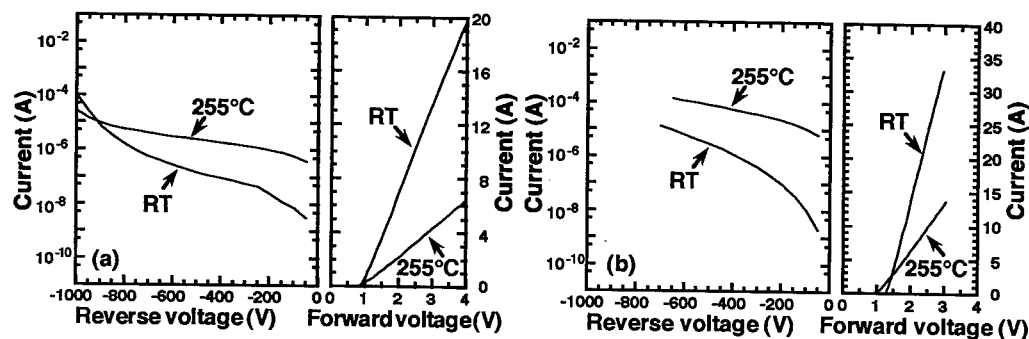 10-2
10-4
10-6
10-8
10-10
Current (A)
255°C
RT
(a)
-1000 -800 -600 -400 -200 0
Reverse voltage (V)
RT
255°C
20
16
12
8
4
0
Current (A)
1 2 3 4
Forward voltage (V)
10-2
10-4
10-6
10-8
10-10
Current (A)
255°C
RT
(b)
-1000 -800 -600 -400 -200 0
Reverse voltage (V)
RT
255°C
40
35
30
25
20
15
10
5
0
Current (A)
0 1 2 3 4
Forward voltage (V)